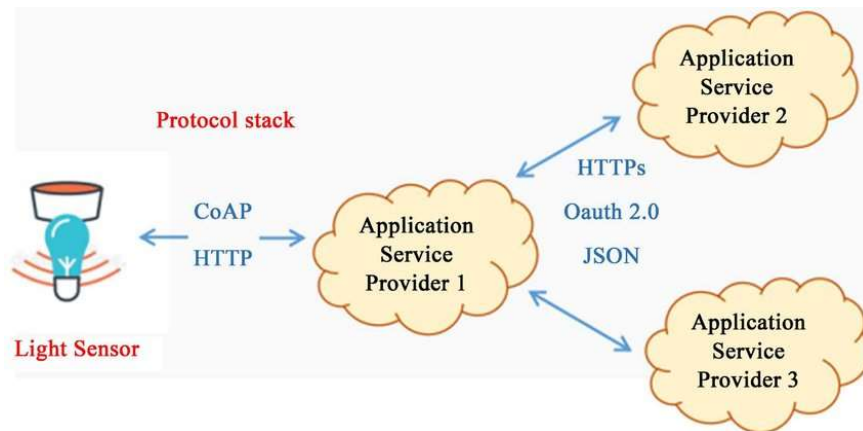 Application
Service
Provider 2
Protocol stack
HTTPs
CoAP
Oauth 2.0
HTTP
JSON
Application
Service
Provider 1
Light Sensor
Application
Service
Provider 3